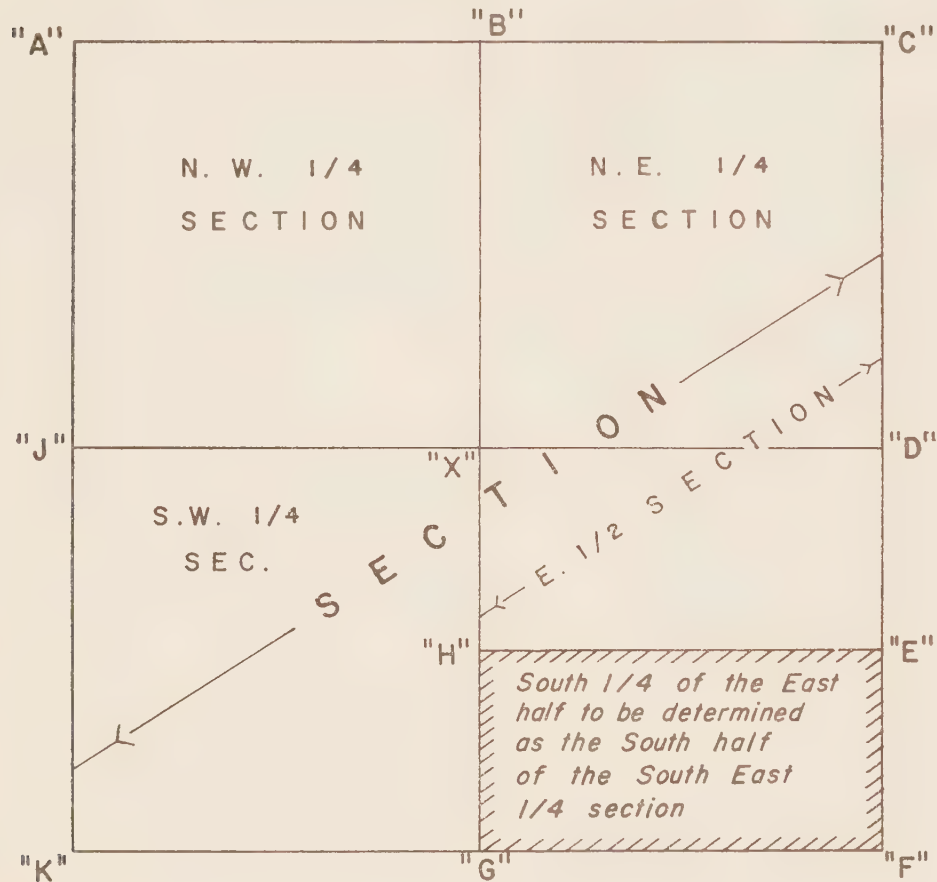 "B"
"A"
"C"
N. W. 1/4
SECTION
N. E. 1/4
SECTION
SECTION
E. 1/2 SECTION
"J"
"X"
"D"
S.W. 1/4
SEC.
"H"
"E"
South 1/4 of the East
half to be determined
as the South half
of the South East
1/4 section
"K"
"G"
"F"